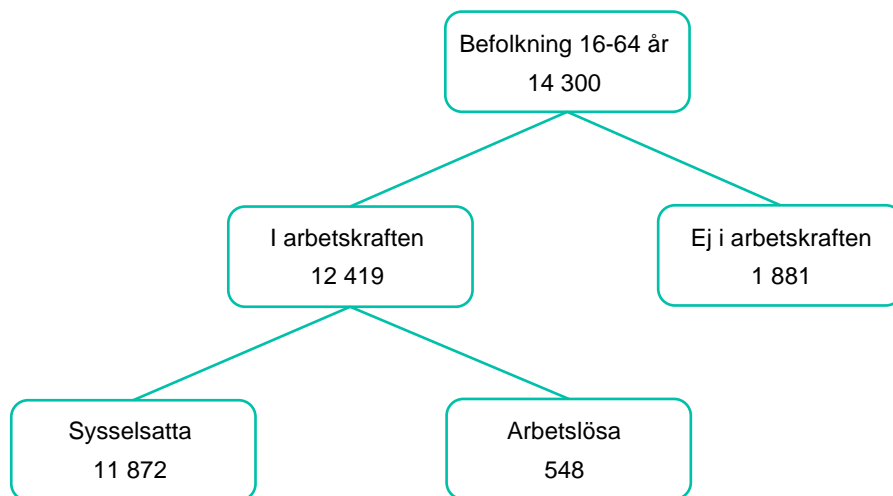 Befolkning 16-64 år
14 300
I arbetskraften
12 419
Ej i arbetskraften
1 881
Sysselsatta
11 872
Arbetslösa
548